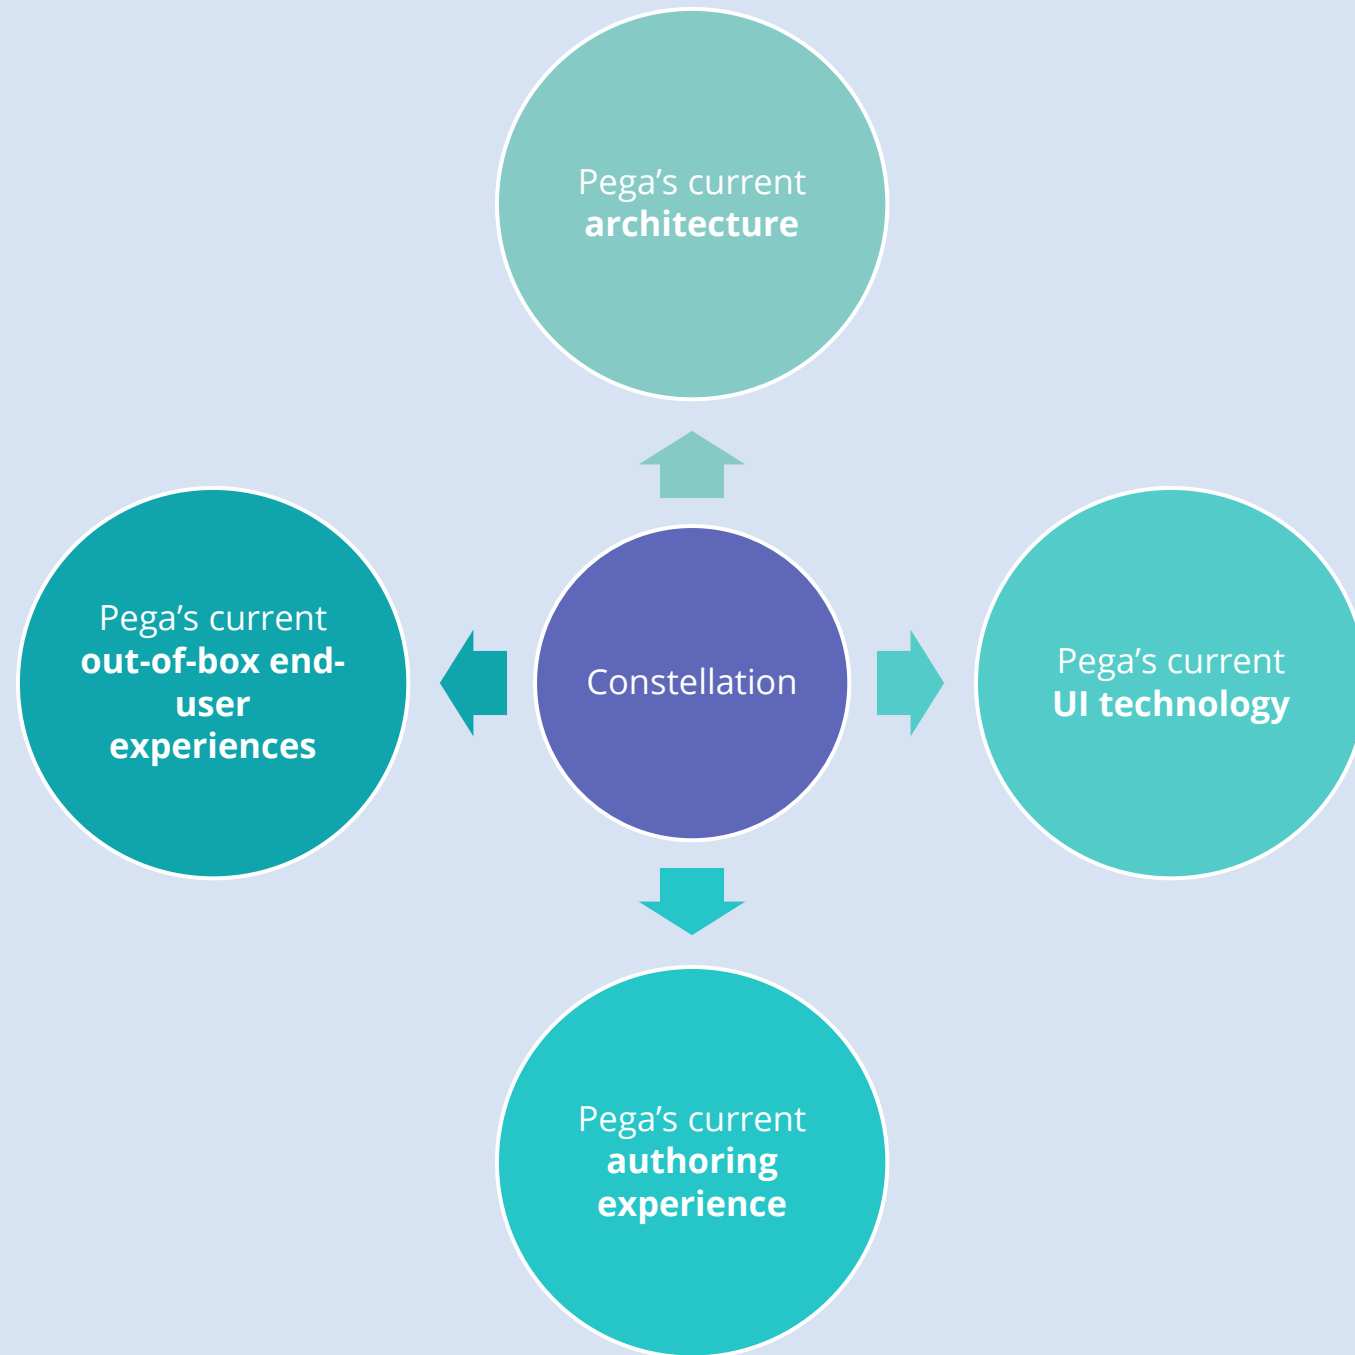 Pega’s current
architecture
Pega’s current
out-of-box end-
user
experiences
Constellation
Pega’s current
UI technology
Pega’s current
authoring
experience